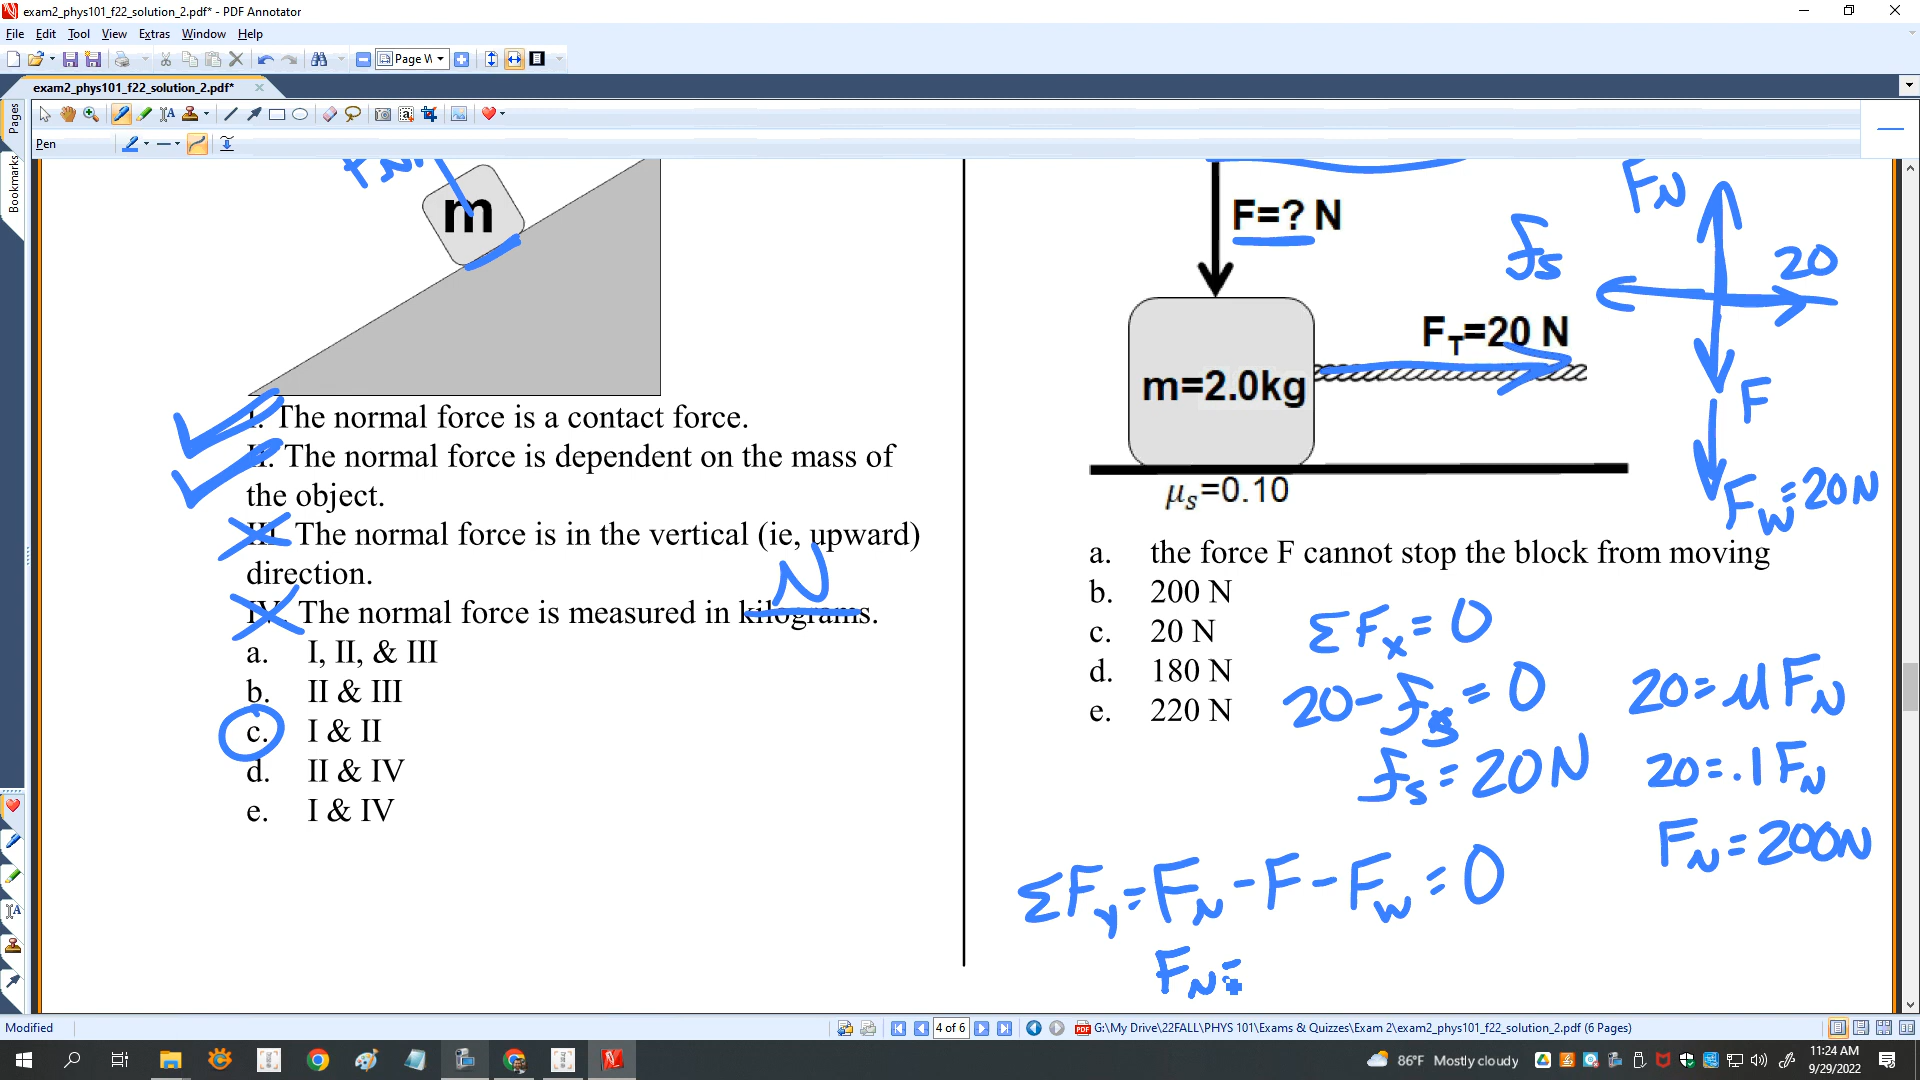 exam2_phys101_f22_solution_2.pdf* - PDF Annotator
File Edit Tool View Extras Window Help
Page W
exam2_phys101_f22_solution_2.pdf*
Pen
Pages
Bookmarks
FN
m
I. The normal force is a contact force.
II. The normal force is dependent on the mass of
the object.
III. The normal force is in the vertical (ie, upward)
direction.
N
IV. The normal force is measured in kilograms.
a. I, II, & III
b. II & III
c. I & II
d. II & IV
e. I & IV
F=? N
FT=20 N
m=2.0kg
μs=0.10
FN
fs
20
F
Fw=20N
a. the force F cannot stop the block from moving
b. 200 N
c. 20 N
d. 180 N
e. 220 N
ΣFx=0
20-fs=0
fs=20N
20=μFN
20=.1FN
FN=200N
ΣFy=FN-F-Fw=0
FN=
Modified
4 of 6
G:\My Drive\22FALL\PHYS 101\Exams & Quizzes\Exam 2\exam2_phys101_f22_solution_2.pdf (6 Pages)
86°F Mostly cloudy
11:24 AM
9/29/2022